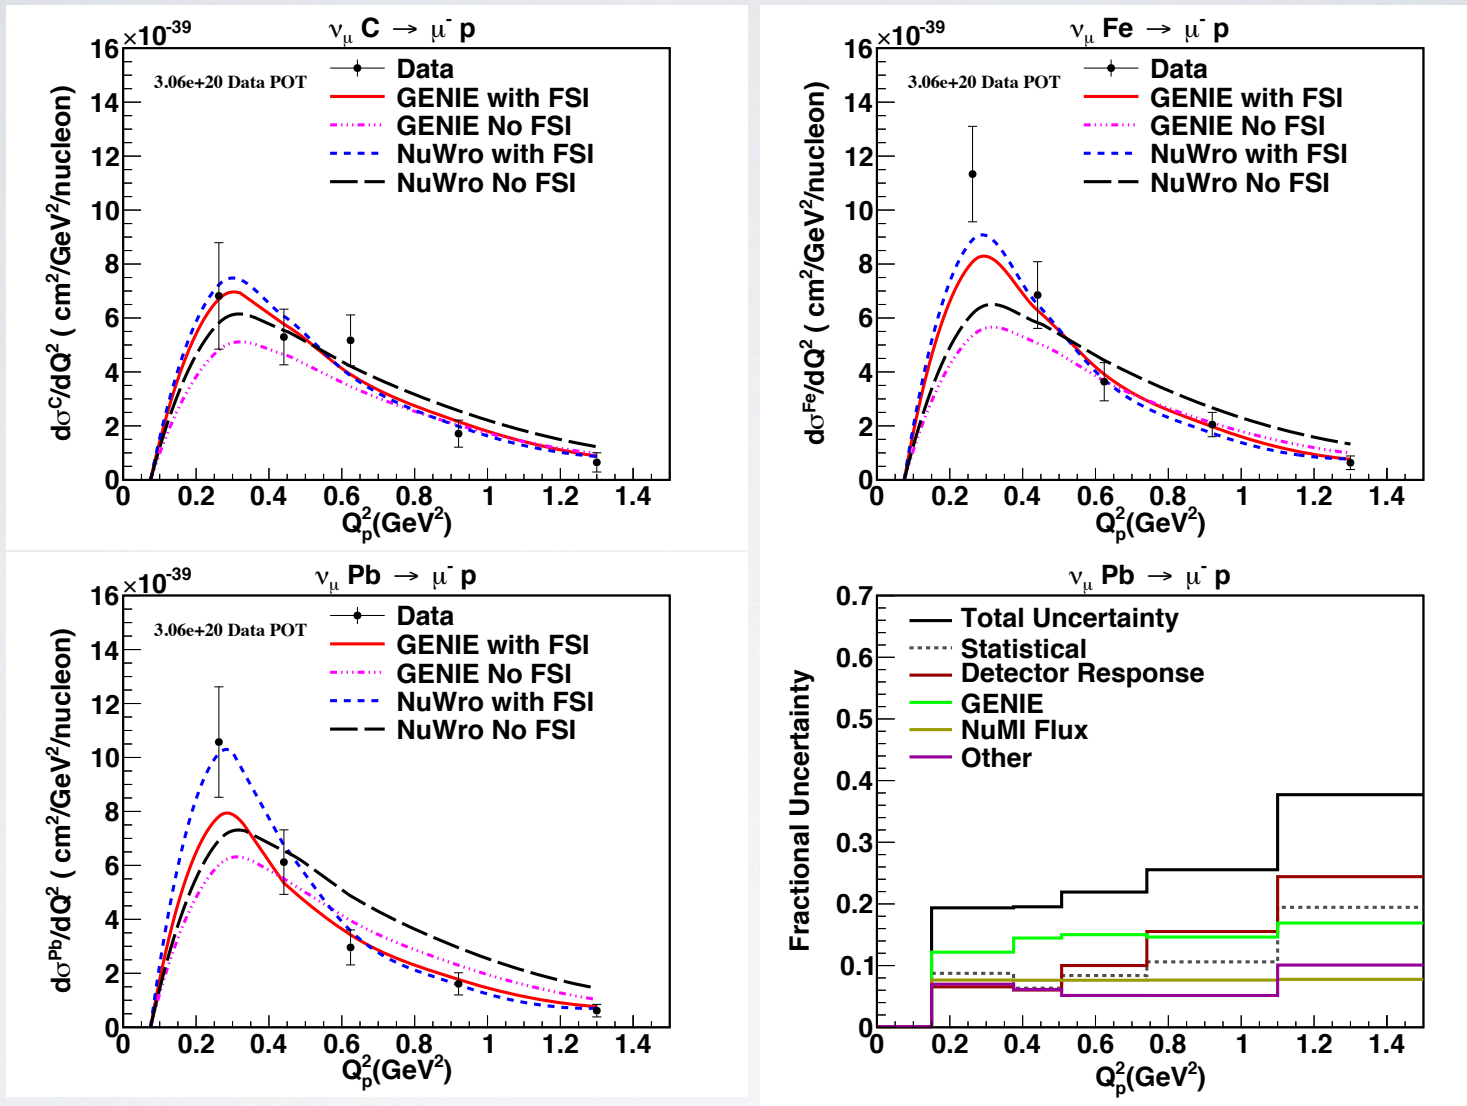 ν_μ C → μ⁻ p
16 ×10⁻³⁹
3.06e+20 Data POT
Data
GENIE with FSI
GENIE No FSI
NuWro with FSI
NuWro No FSI
14
12
10
8
6
4
2
0
dσ^C/dQ² ( cm²/GeV²/nucleon)
0 0.2 0.4 0.6 0.8 1 1.2 1.4
Q²_p(GeV²)
ν_μ Fe → μ⁻ p
16 ×10⁻³⁹
3.06e+20 Data POT
Data
GENIE with FSI
GENIE No FSI
NuWro with FSI
NuWro No FSI
14
12
10
8
6
4
2
0
dσ^Fe/dQ² ( cm²/GeV²/nucleon)
0 0.2 0.4 0.6 0.8 1 1.2 1.4
Q²_p(GeV²)
ν_μ Pb → μ⁻ p
16 ×10⁻³⁹
3.06e+20 Data POT
Data
GENIE with FSI
GENIE No FSI
NuWro with FSI
NuWro No FSI
14
12
10
8
6
4
2
0
dσ^Pb/dQ² ( cm²/GeV²/nucleon)
0 0.2 0.4 0.6 0.8 1 1.2 1.4
Q²_p(GeV²)
ν_μ Pb → μ⁻ p
Total Uncertainty
Statistical
Detector Response
GENIE
NuMI Flux
Other
0.7
0.6
0.5
0.4
0.3
0.2
0.1
0
Fractional Uncertainty
0 0.2 0.4 0.6 0.8 1 1.2 1.4
Q²_p(GeV²)